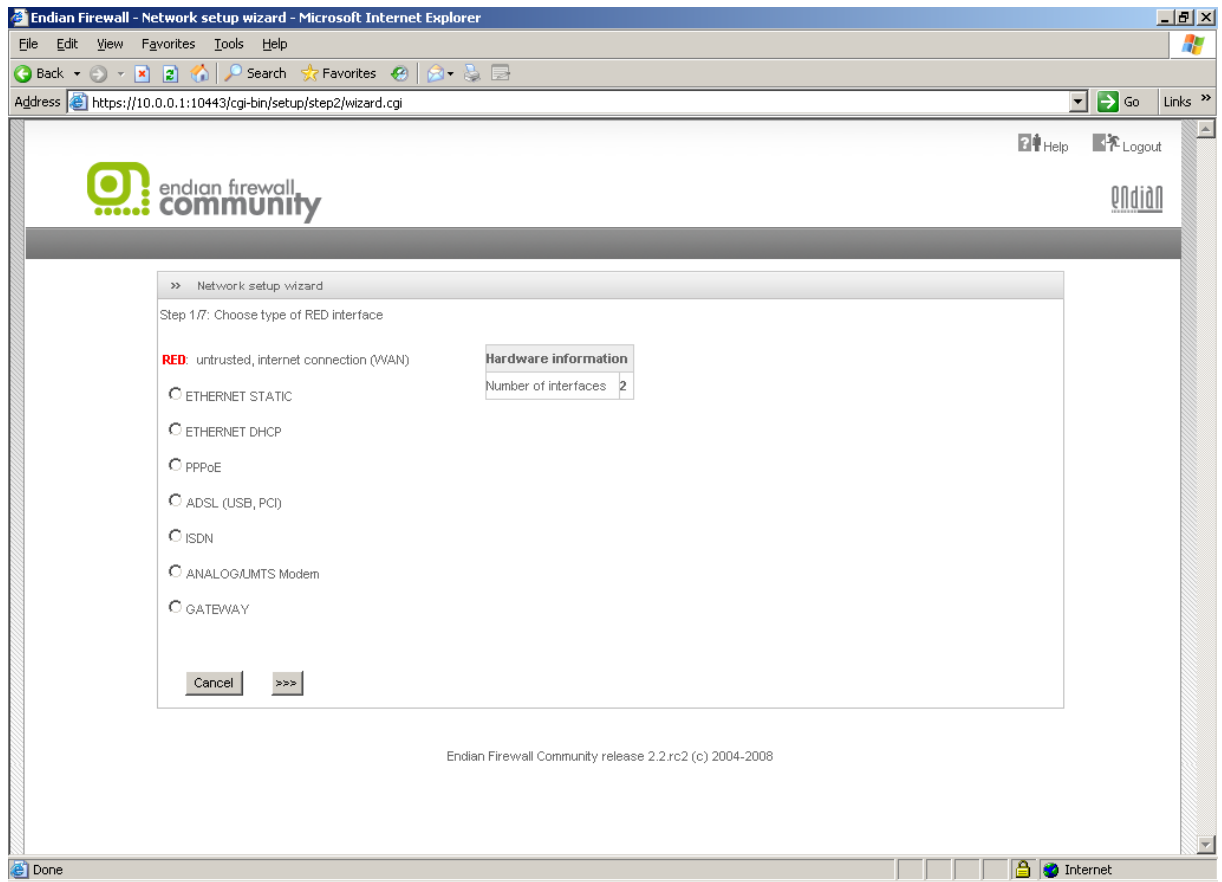 Endian Firewall - Network setup wizard - Microsoft Internet Explorer
File Edit View Favorites Tools Help
Back Search Favorites
Address https://10.0.0.1:10443/cgi-bin/setup/step2/wizard.cgi Go Links »
Help Logout
endian firewall
community
endian
>> Network setup wizard
Step 1/7: Choose type of RED interface
RED: untrusted, internet connection (WAN)
Hardware information
Number of interfaces 2
ETHERNET STATIC
ETHERNET DHCP
PPPoE
ADSL (USB, PCI)
ISDN
ANALOG/UMTS Modem
GATEWAY
Cancel >>>
Endian Firewall Community release 2.2.rc2 (c) 2004-2008
Done Internet